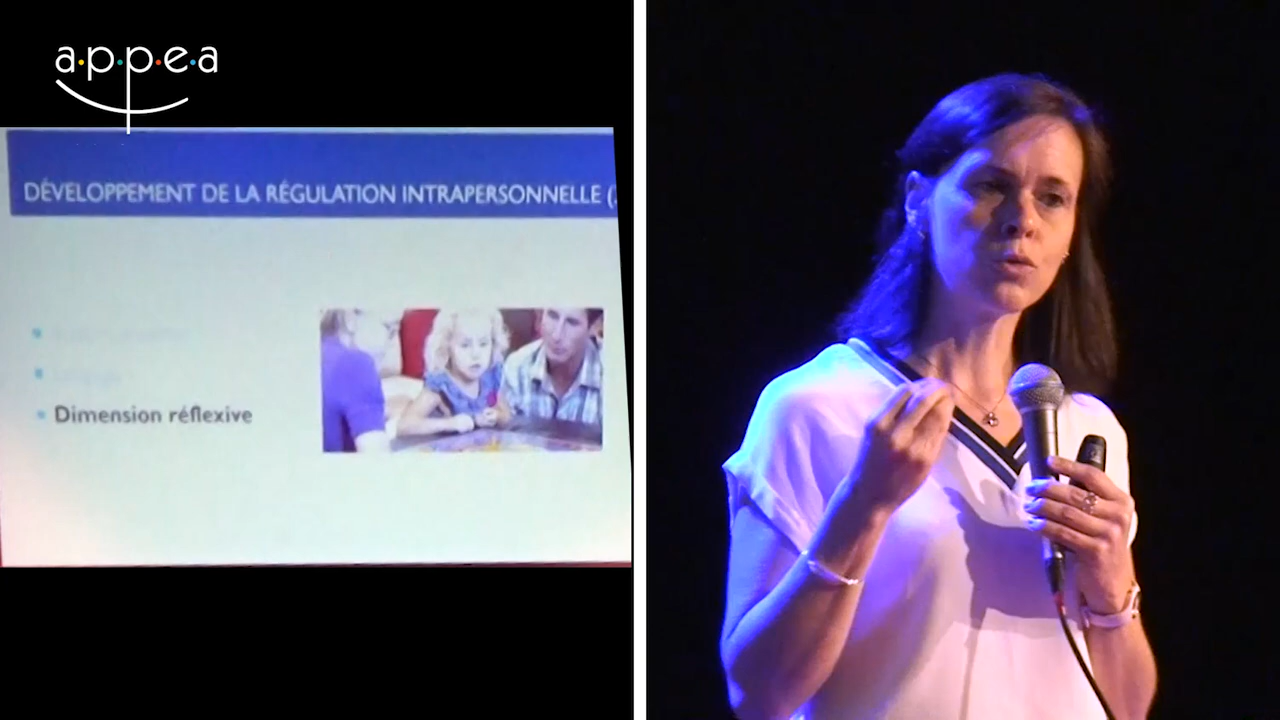 a·p·p·e·a
DÉVELOPPEMENT DE LA RÉGULATION INTRAPERSONNELLE (
Dimension réflexive